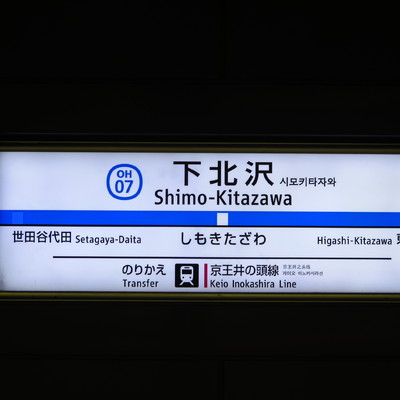 OH
07
下北沢 시모키타자와
Shimo-Kitazawa
世田谷代田 Setagaya-Daita
しもきたざわ
Higashi-Kitazawa
のりかえ
Transfer
京王井の頭線
Keio Inokashira Line